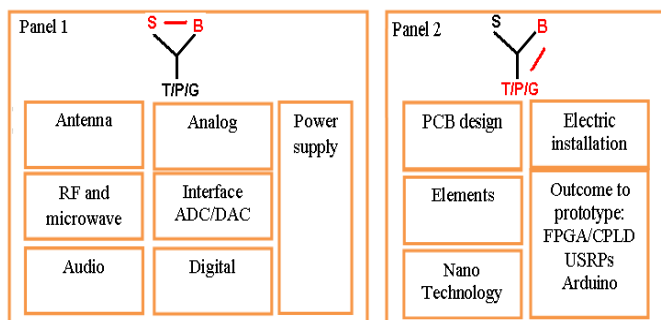 Panel 1
S B
T/P/G
Antenna
Analog
Power
supply
RF and
microwave
Interface
ADC/DAC
Audio
Digital
Panel 2
S B
T/P/G
PCB design
Electric
installation
Elements
Outcome to
prototype:
FPGA/CPLD
USRPs
Arduino
Nano
Technology